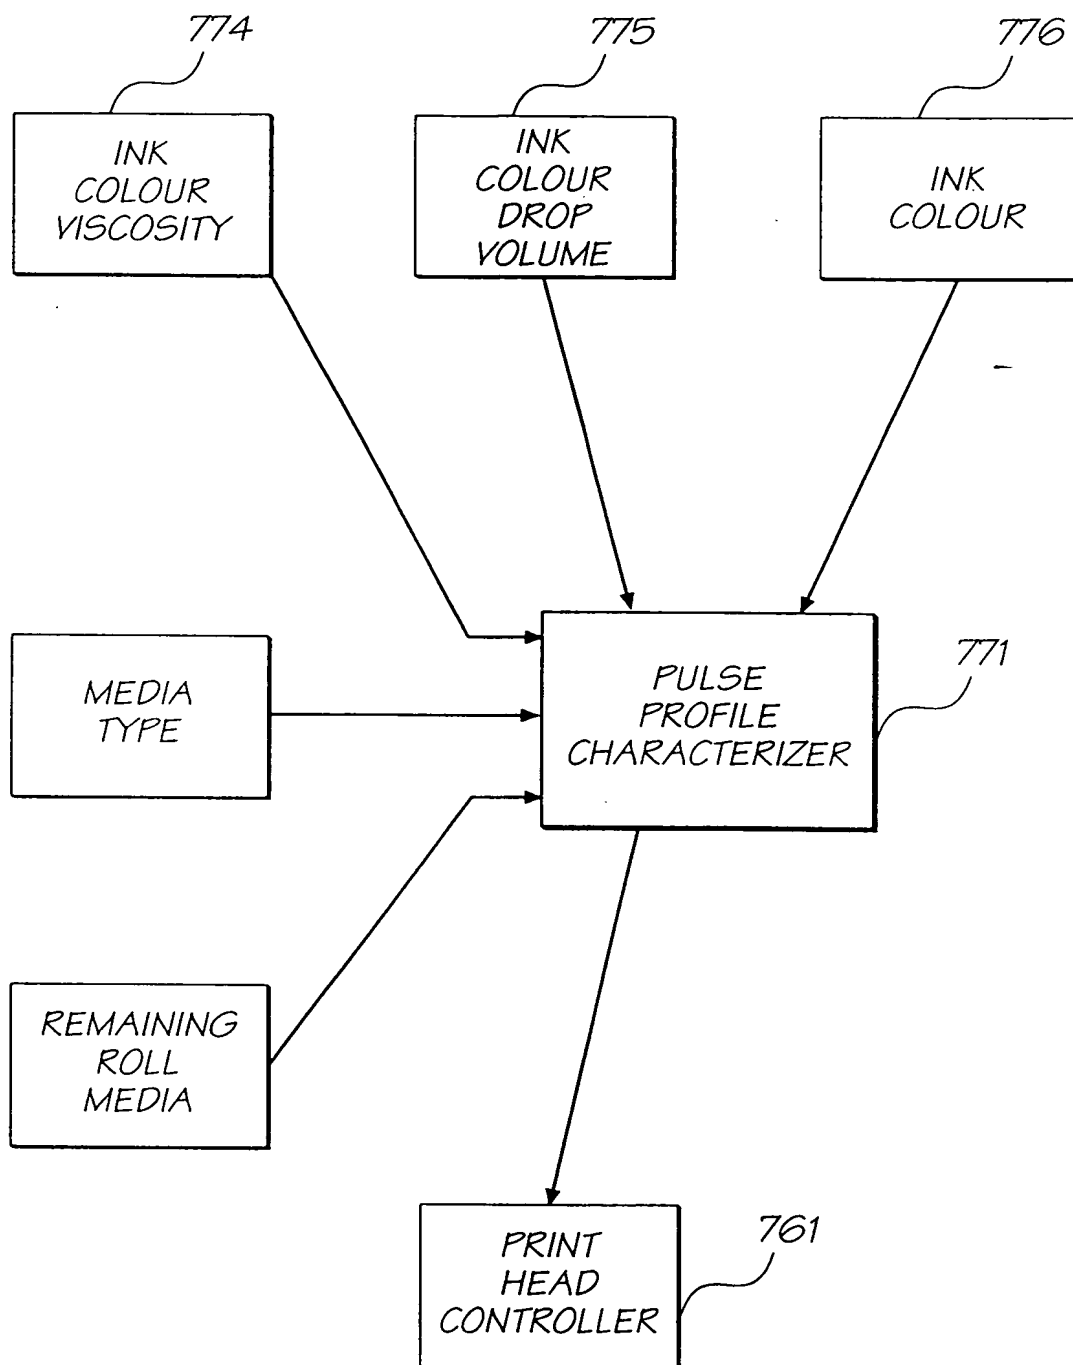 774
775
776
INK
COLOUR
VISCOSITY
INK
COLOUR
DROP
VOLUME
INK
COLOUR
MEDIA
TYPE
PULSE
PROFILE
CHARACTERIZER
771
REMAINING
ROLL
MEDIA
PRINT
HEAD
CONTROLLER
761